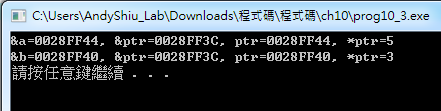 C:\Users\AndyShiu_Lab\Downloads\程式碼\程式碼\ch10\prog10_3.exe
&a=0028FF44, &ptr=0028FF3C, ptr=0028FF44, *ptr=5
&b=0028FF40, &ptr=0028FF3C, ptr=0028FF40, *ptr=3
請按任意鍵繼續 . . .